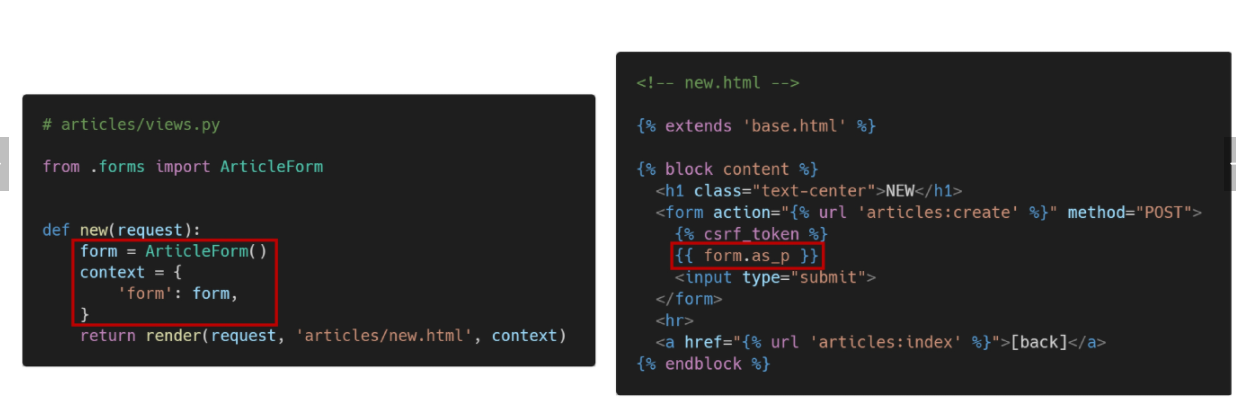 # articles/views.py
from .forms import ArticleForm
def new(request):
form = ArticleForm()
context = {
'form': form,
}
return render(request, 'articles/new.html', context)
<!-- new.html -->
{% extends 'base.html' %}
{% block content %}
<h1 class="text-center">NEW</h1>
<form action="{% url 'articles:create' %}" method="POST">
{% csrf_token %}
{{ form.as_p }}
<input type="submit">
</form>
<hr>
<a href="{% url 'articles:index' %}">[back]</a>
{% endblock %}